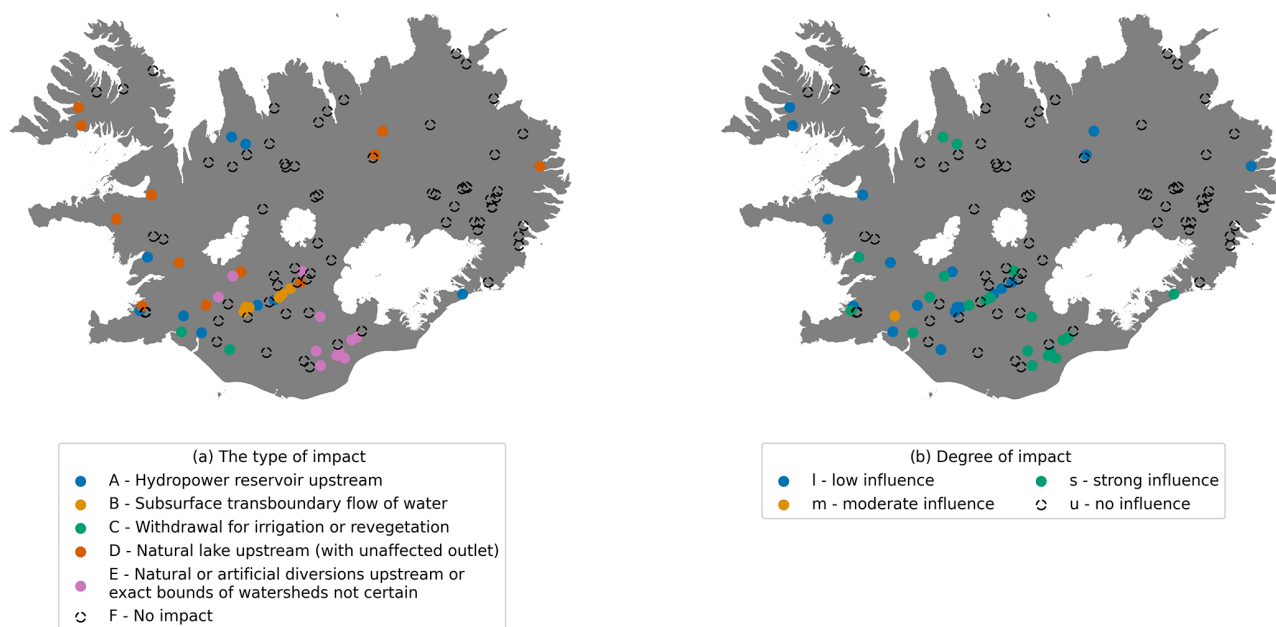 (a) The type of impact
A - Hydropower reservoir upstream
B - Subsurface transboundary flow of water
C - Withdrawal for irrigation or revegetation
D - Natural lake upstream (with unaffected outlet)
E - Natural or artificial diversions upstream or
exact bounds of watersheds not certain
F - No impact
(b) Degree of impact
l - low influence
m - moderate influence
s - strong influence
u - no influence